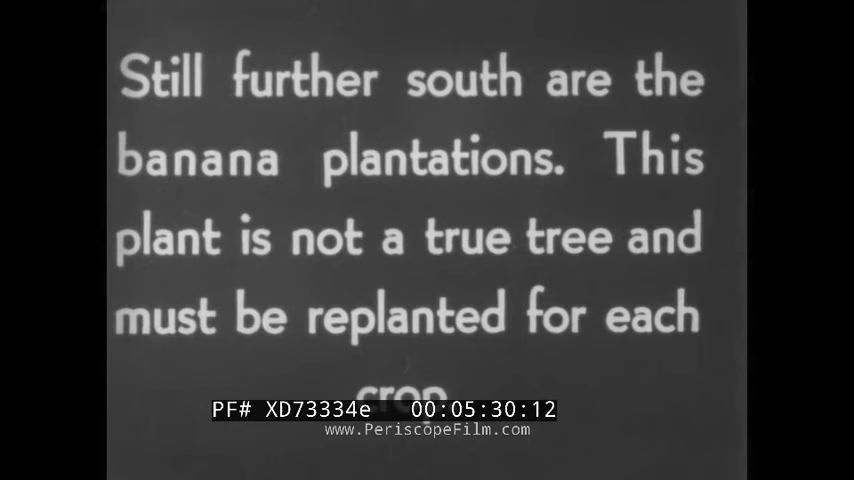 Still further south are the
banana plantations. This
plant is not a true tree and
must be replanted for each
crop
PF# XD73334e 00:05:30:12
www.PeriscopeFilm.com